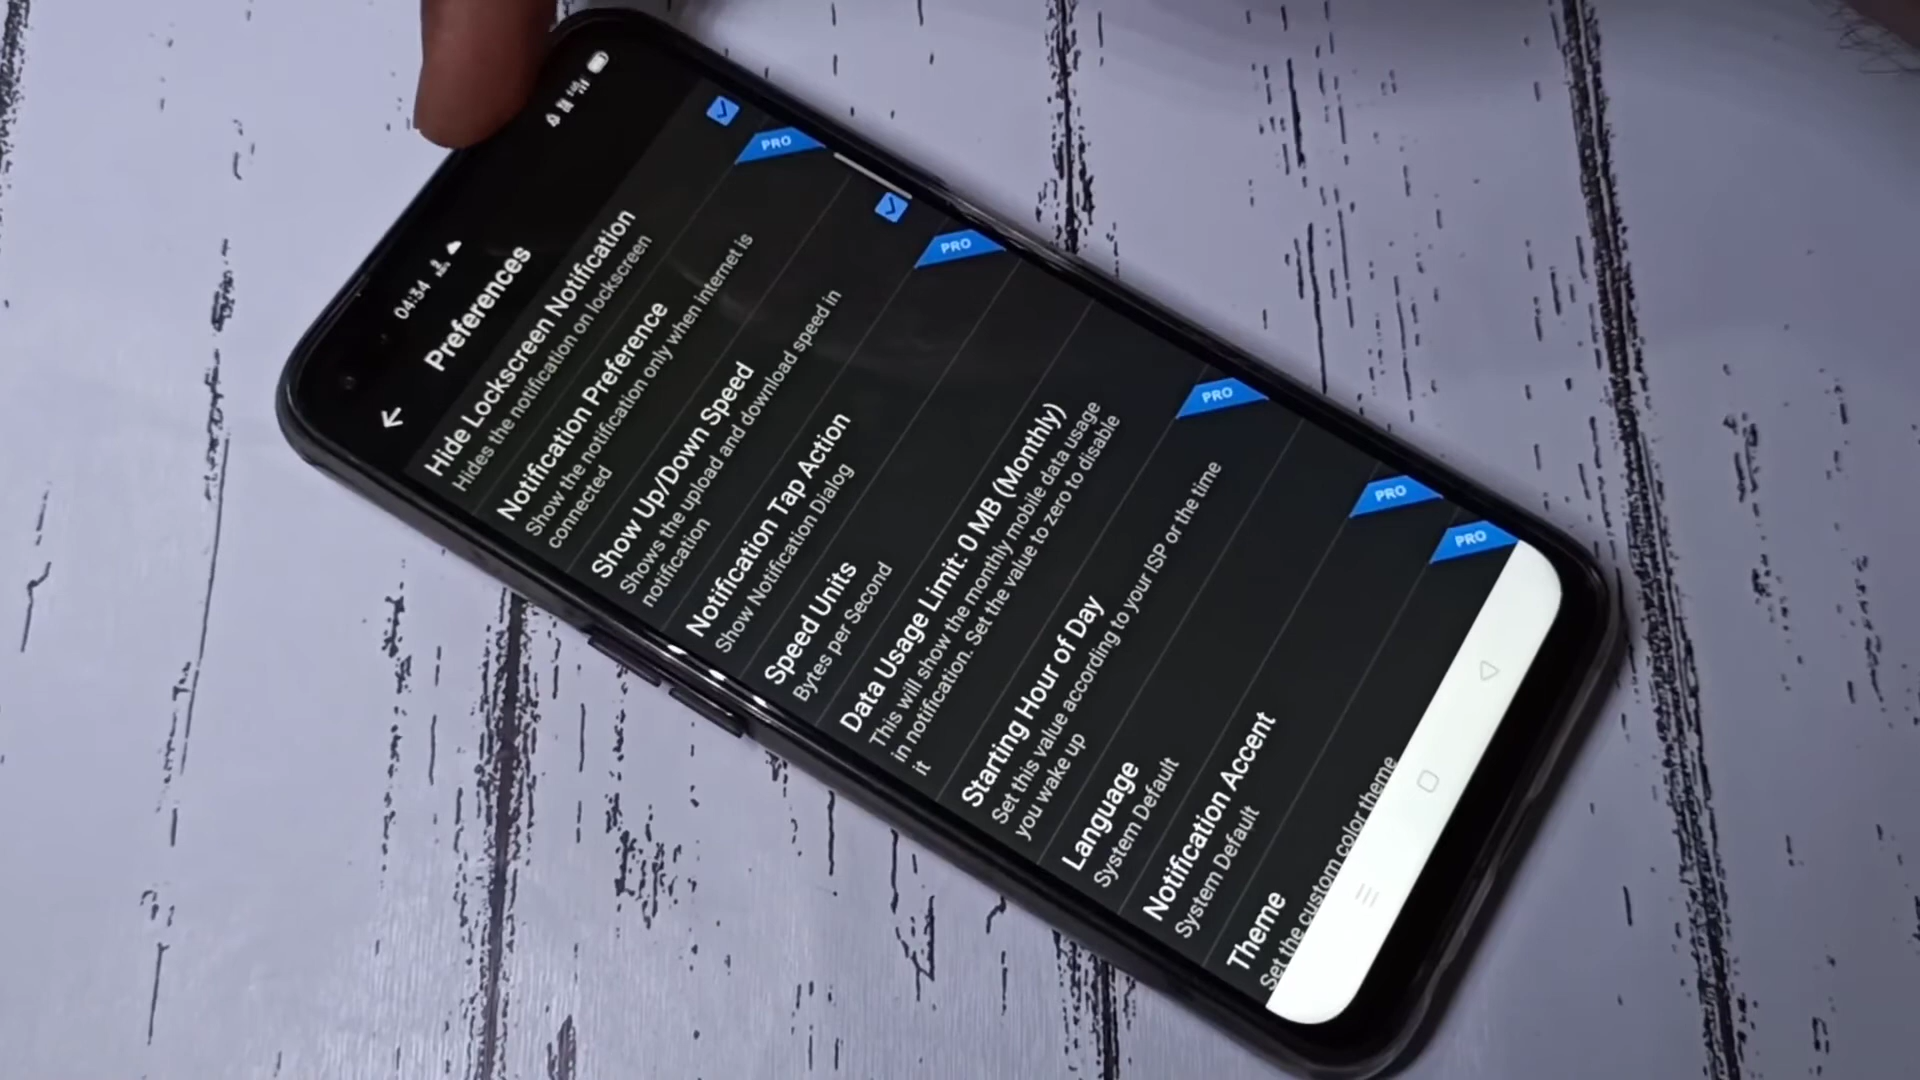 04:34
Preferences
Hide Lockscreen Notification
Hides the notification on lockscreen
PRO
Notification Preference
Show the notification only when internet is
connected
Show Up/Down Speed
Shows the upload and download speed in
notification
PRO
Notification Tap Action
Show Notification Dialog
Speed Units
Bytes per Second
Data Usage Limit: 0 MB (Monthly)
This will show the monthly mobile data usage
in notification. Set the value to zero to disable
it
PRO
Starting Hour of Day
Set this value according to your ISP or the time
you wake up
Language
System Default
PRO
Notification Accent
System Default
PRO
Theme
Set the custom color theme